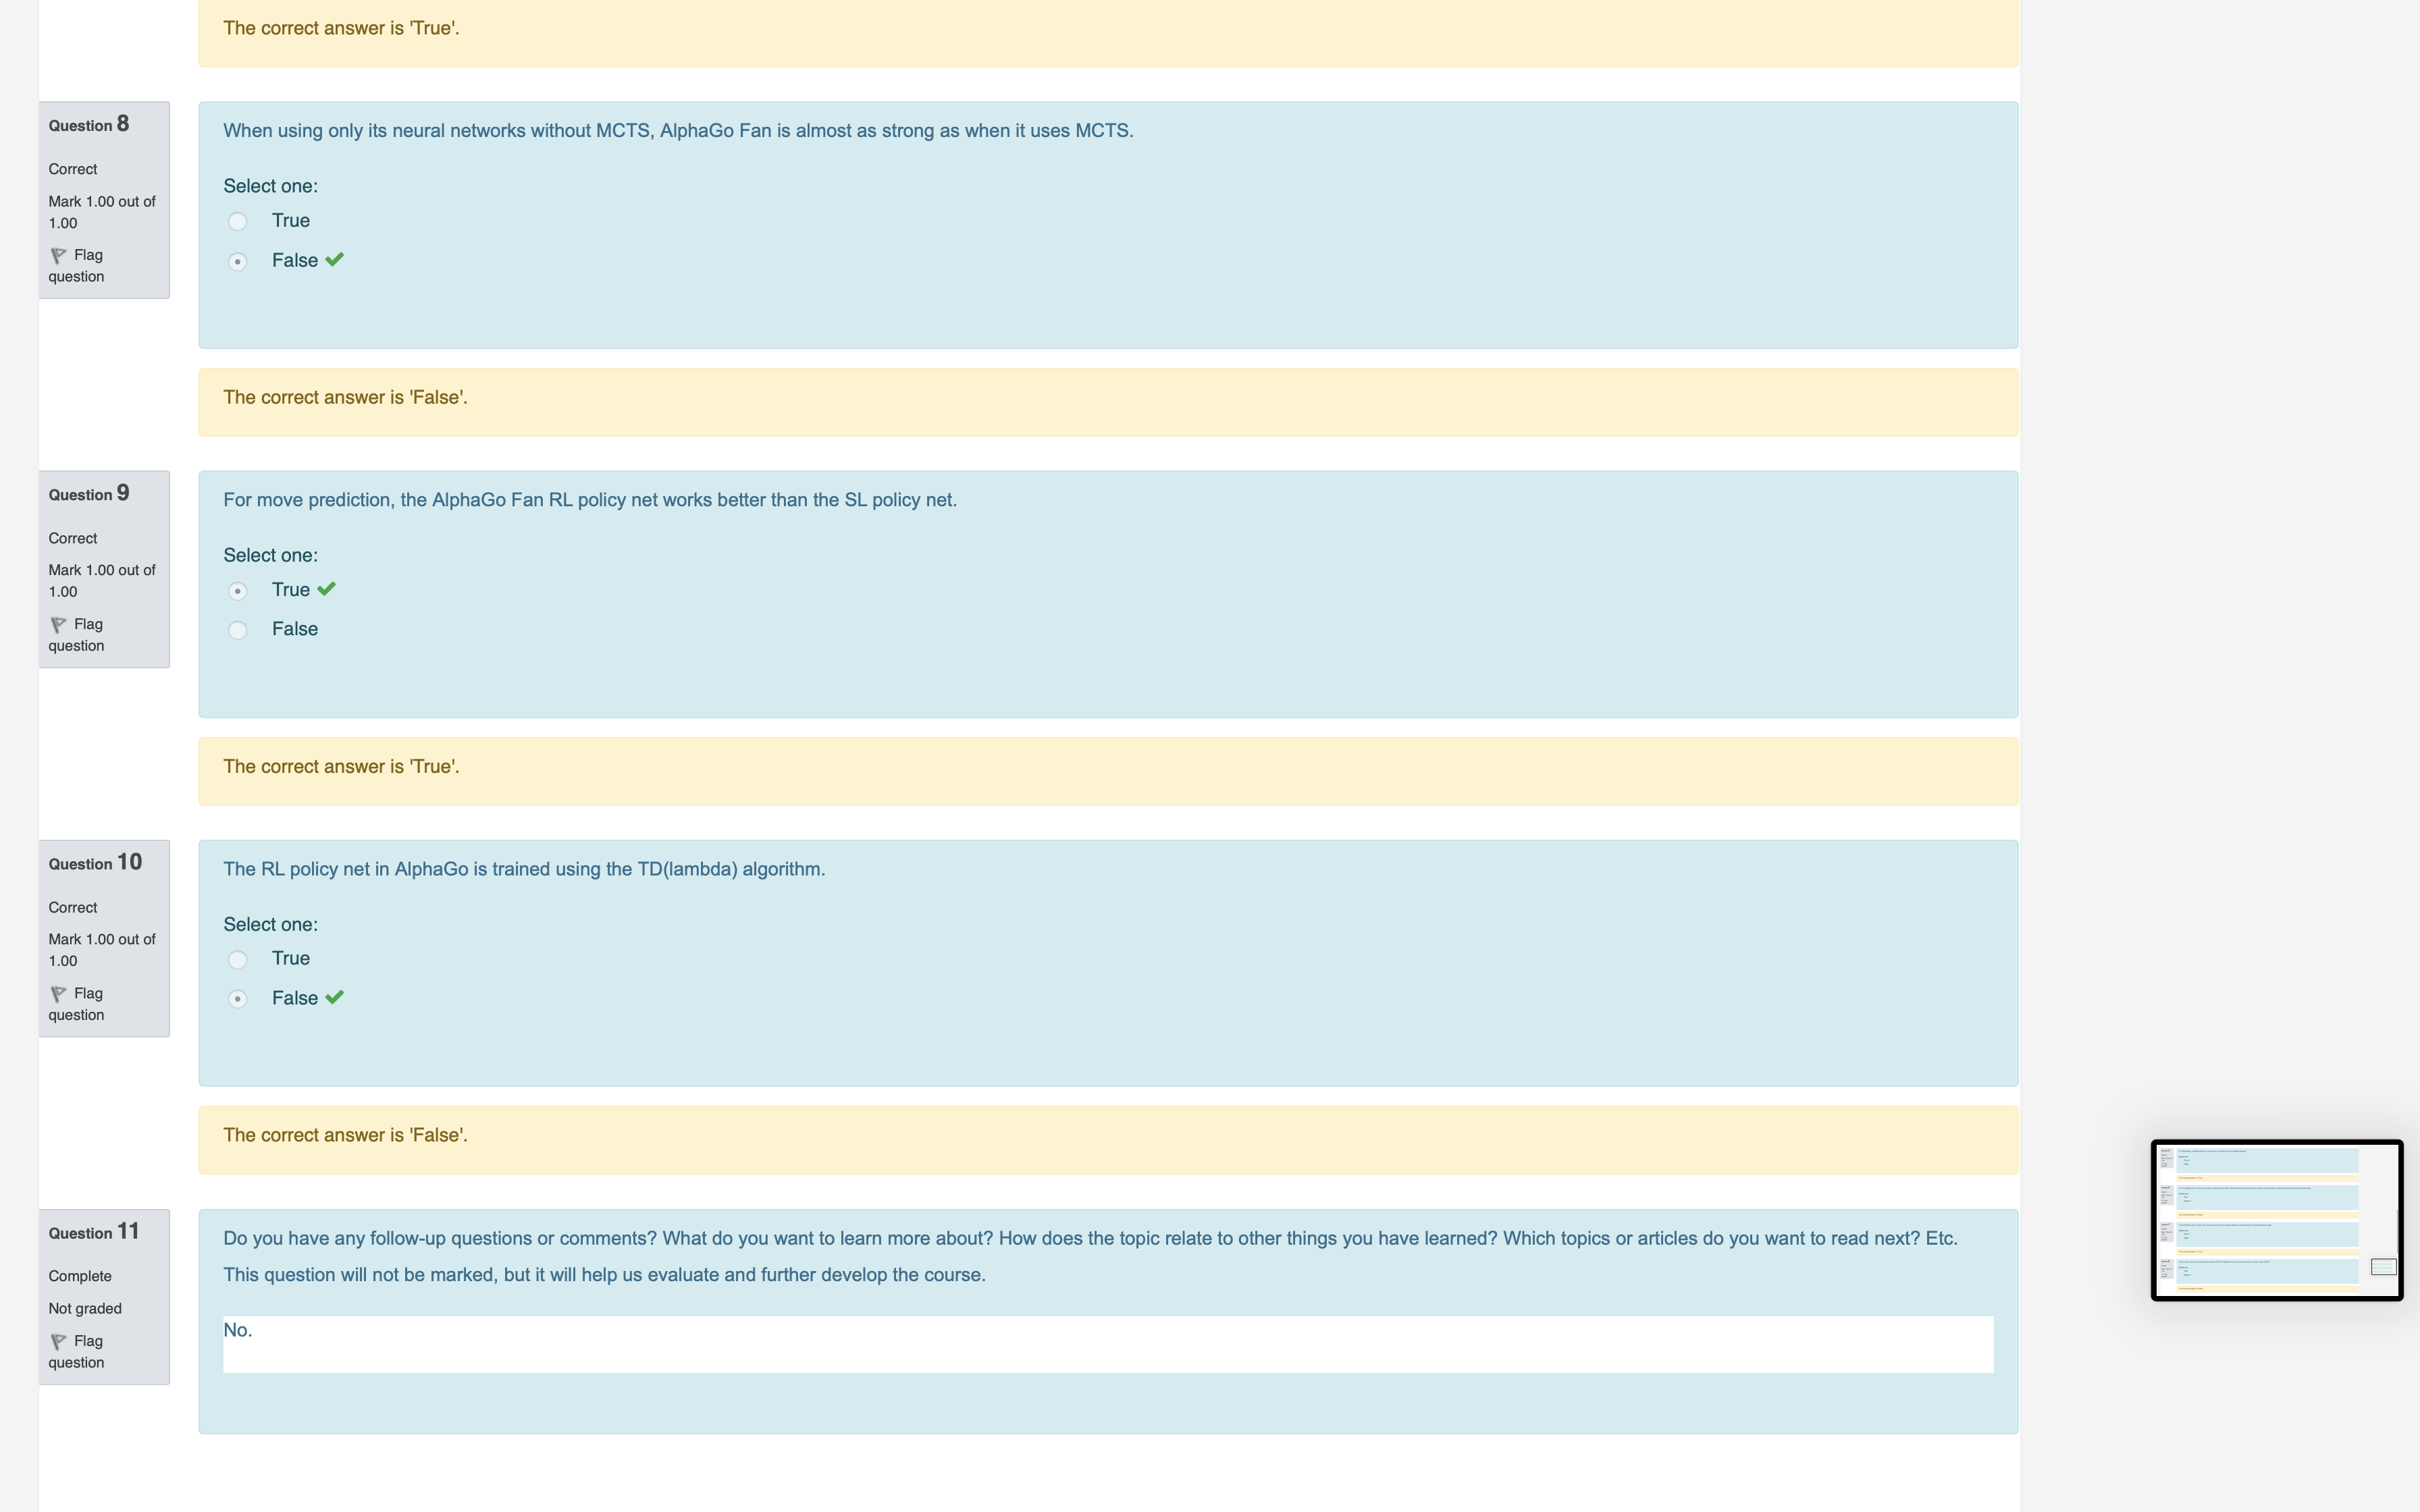 The correct answer is 'True'.
Question 8
Correct
Mark 1.00 out of
1.00
Flag
question
When using only its neural networks without MCTS, AlphaGo Fan is almost as strong as when it uses MCTS.
Select one:
True
False
The correct answer is 'False'.
Question 9
Correct
Mark 1.00 out of
1.00
Flag
question
For move prediction, the AlphaGo Fan RL policy net works better than the SL policy net.
Select one:
True
False
The correct answer is 'True'.
Question 10
Correct
Mark 1.00 out of
1.00
Flag
question
The RL policy net in AlphaGo is trained using the TD(lambda) algorithm.
Select one:
True
False
The correct answer is 'False'.
Question 11
Complete
Not graded
Flag
question
Do you have any follow-up questions or comments? What do you want to learn more about? How does the topic relate to other things you have learned? Which topics or articles do you want to read next? Etc.
This question will not be marked, but it will help us evaluate and further develop the course.
No.